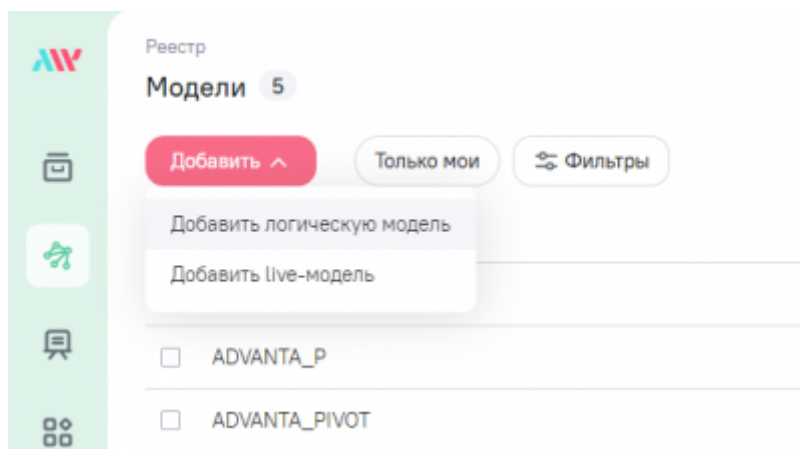 AW
Реестр
Модели 5
Добавить Только мои Фильтры
Добавить логическую модель
Добавить live-модель
ADVANTA_P
ADVANTA_PIVOT